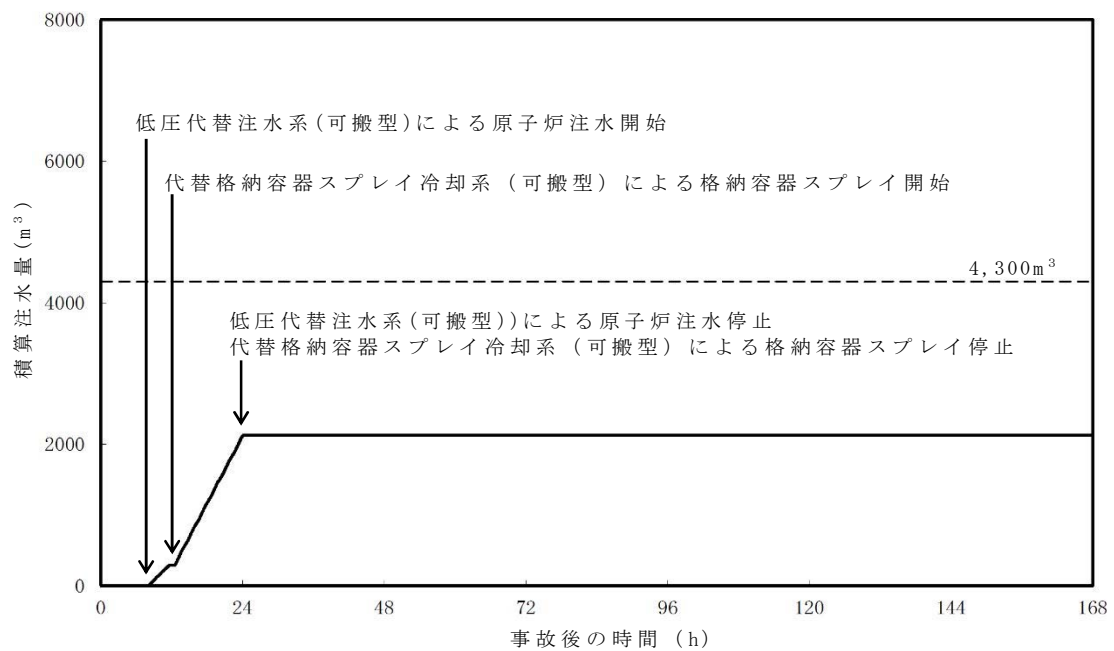 8000
低圧代替注水系(可搬型)による原子炉注水開始
6000
代替格納容器スプレイ冷却系(可搬型)による格納容器スプレイ開始
積算注水量(m³)
4,300m³
4000
低圧代替注水系(可搬型))による原子炉注水停止
代替格納容器スプレイ冷却系(可搬型)による格納容器スプレイ停止
2000
0
0 24 48 72 96 120 144 168
事故後の時間 (h)